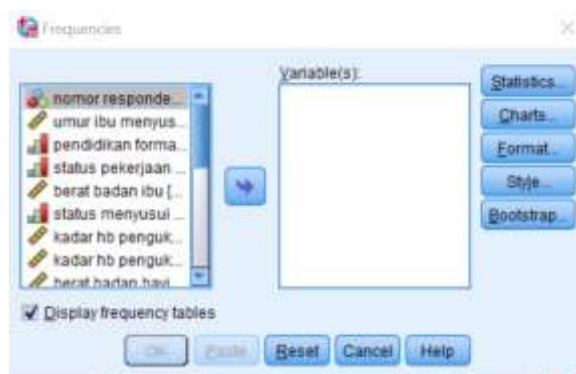 Frequencies
nomor responde...
umur ibu menyus...
pendidikan forma...
status pekerjaan ...
berat badan ibu [...
status menyusui ...
kadar hb penguk...
kadar hb penguk...
berat badan bayi
Variable(s):
Statistics...
Charts...
Format...
Style...
Bootstrap...
Display frequency tables
OK
Paste
Reset
Cancel
Help